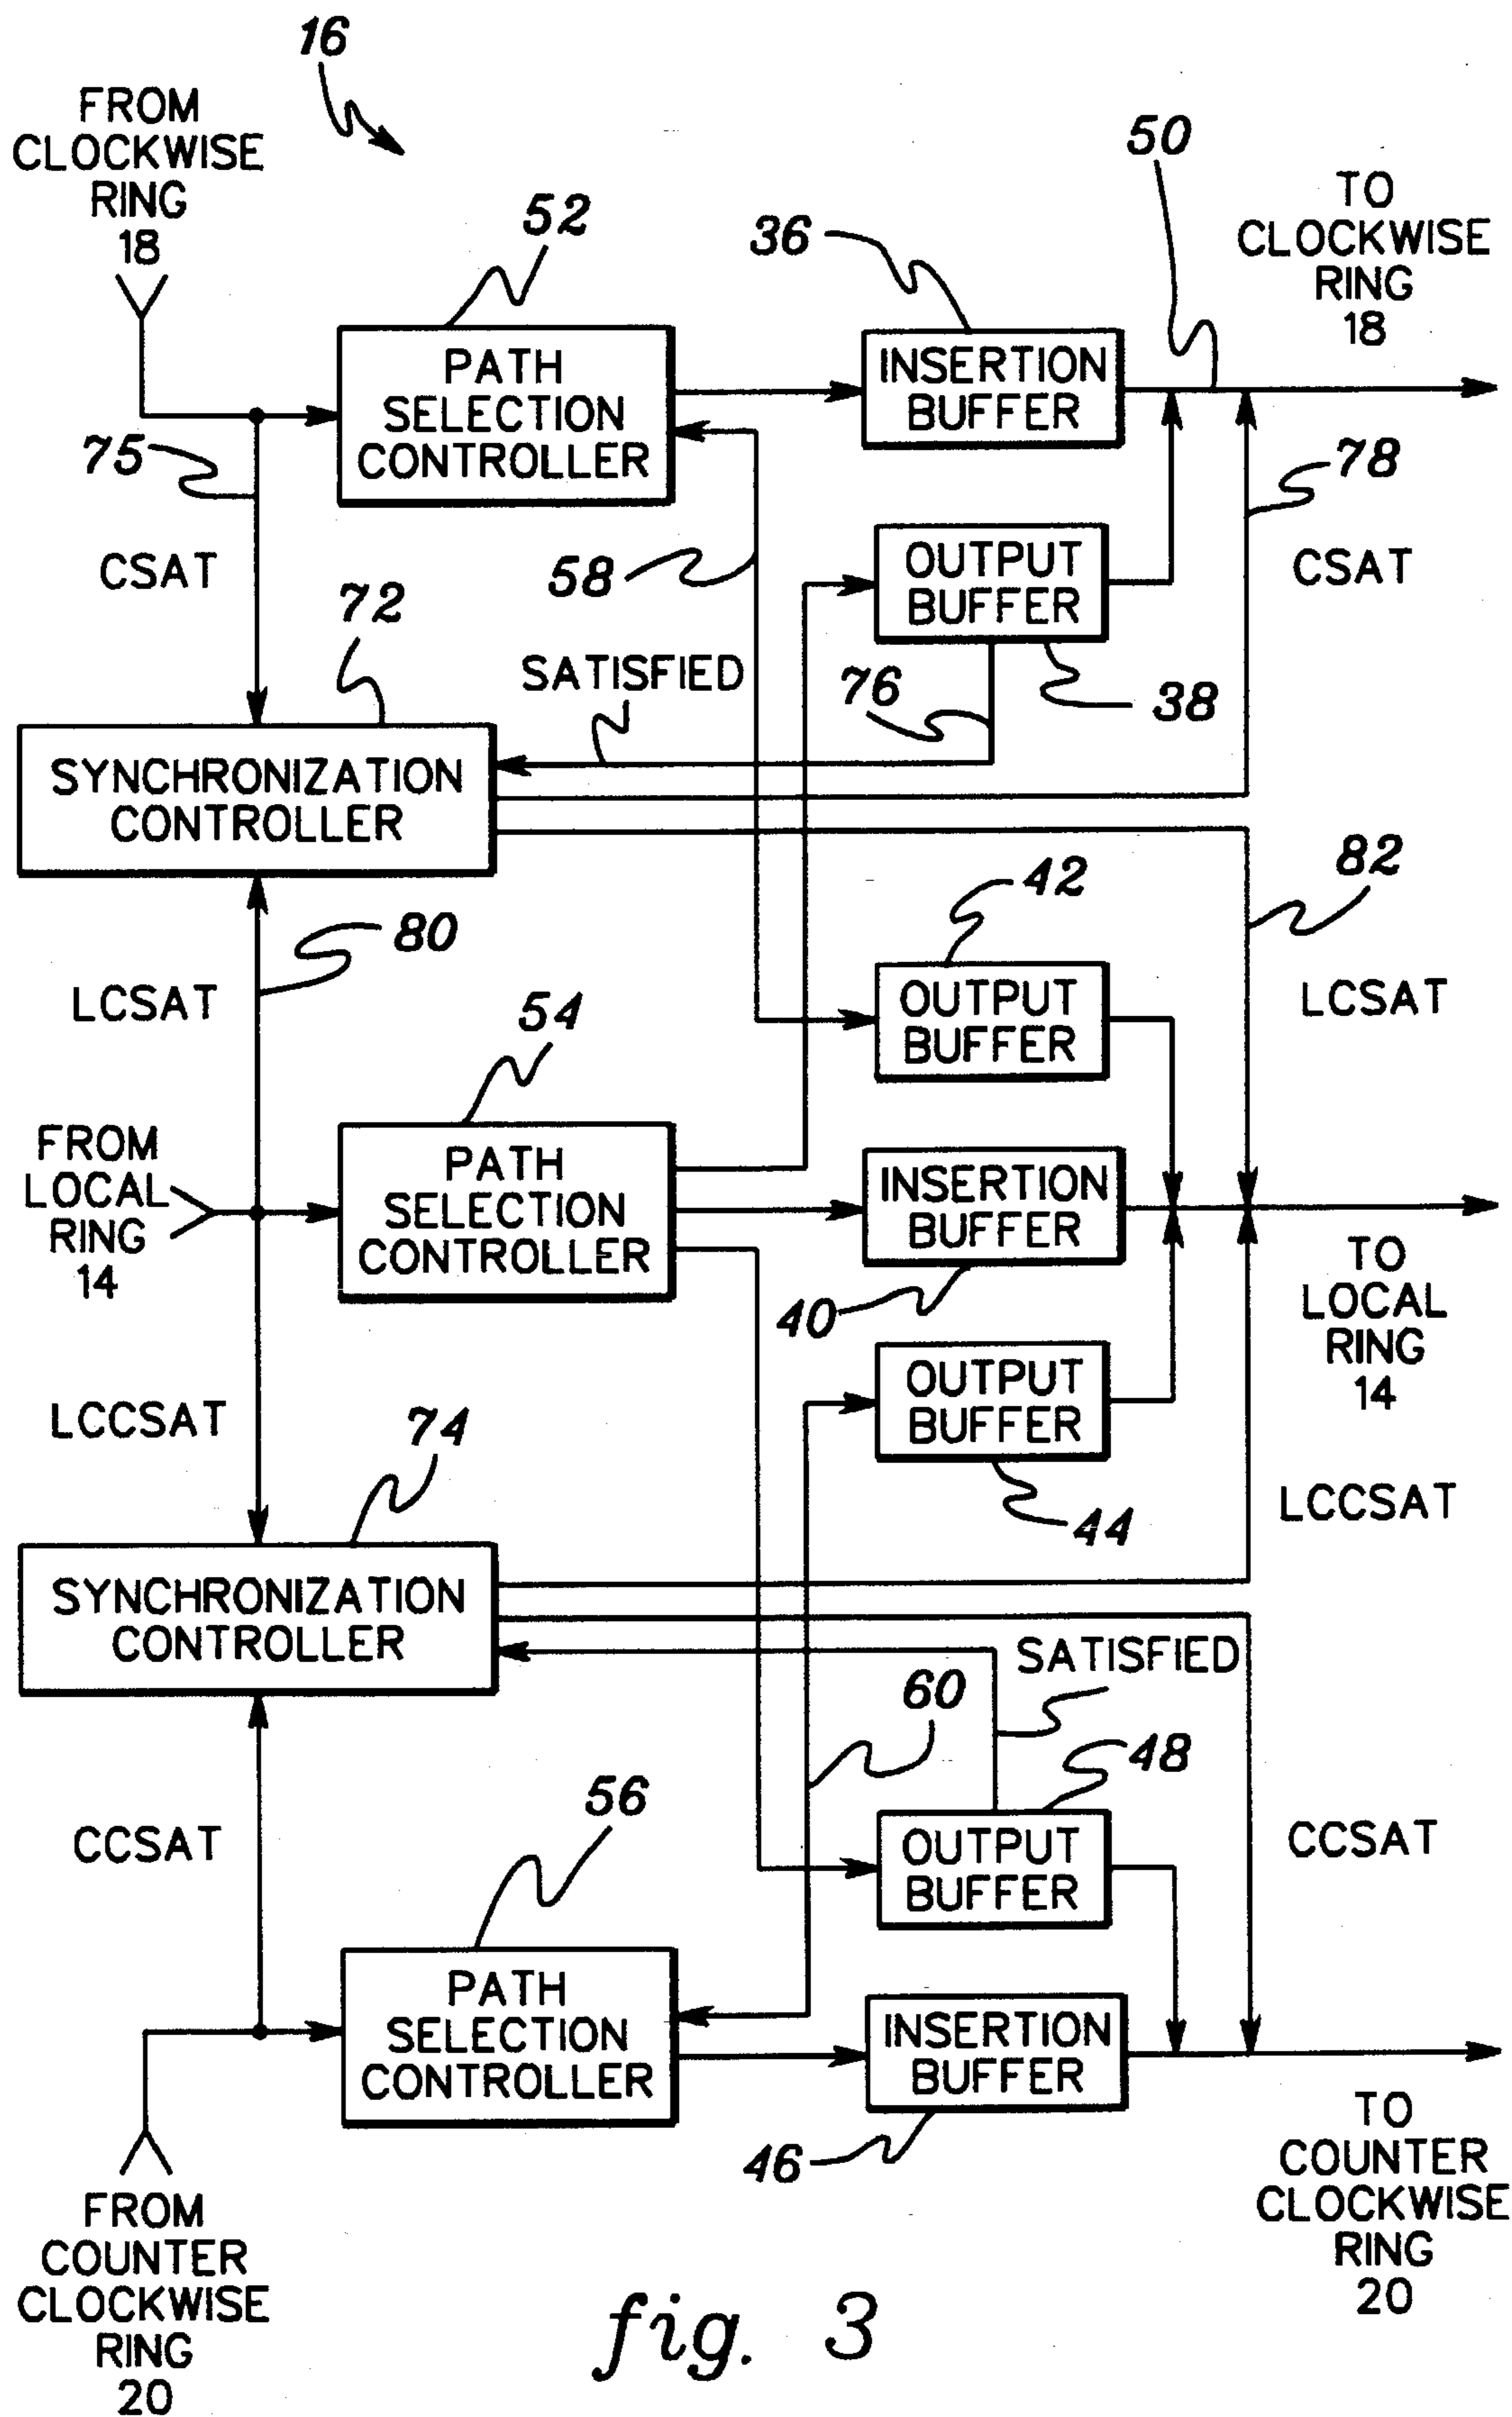 16
FROM
CLOCKWISE
RING
18
52
36
50
TO
CLOCKWISE
RING
18
PATH
SELECTION
CONTROLLER
INSERTION
BUFFER
75
78
CSAT
58
OUTPUT
BUFFER
CSAT
72
SATISFIED
76
38
SYNCHRONIZATION
CONTROLLER
82
42
80
LCSAT
54
OUTPUT
BUFFER
LCSAT
FROM
LOCAL
RING
14
PATH
SELECTION
CONTROLLER
INSERTION
BUFFER
40
TO
LOCAL
RING
14
OUTPUT
BUFFER
LCCSAT
74
44
LCCSAT
SYNCHRONIZATION
CONTROLLER
SATISFIED
60
48
56
CCSAT
OUTPUT
BUFFER
CCSAT
PATH
SELECTION
CONTROLLER
INSERTION
BUFFER
46
TO
COUNTER
CLOCKWISE
RING
20
FROM
COUNTER
CLOCKWISE
RING
20
fig. 3